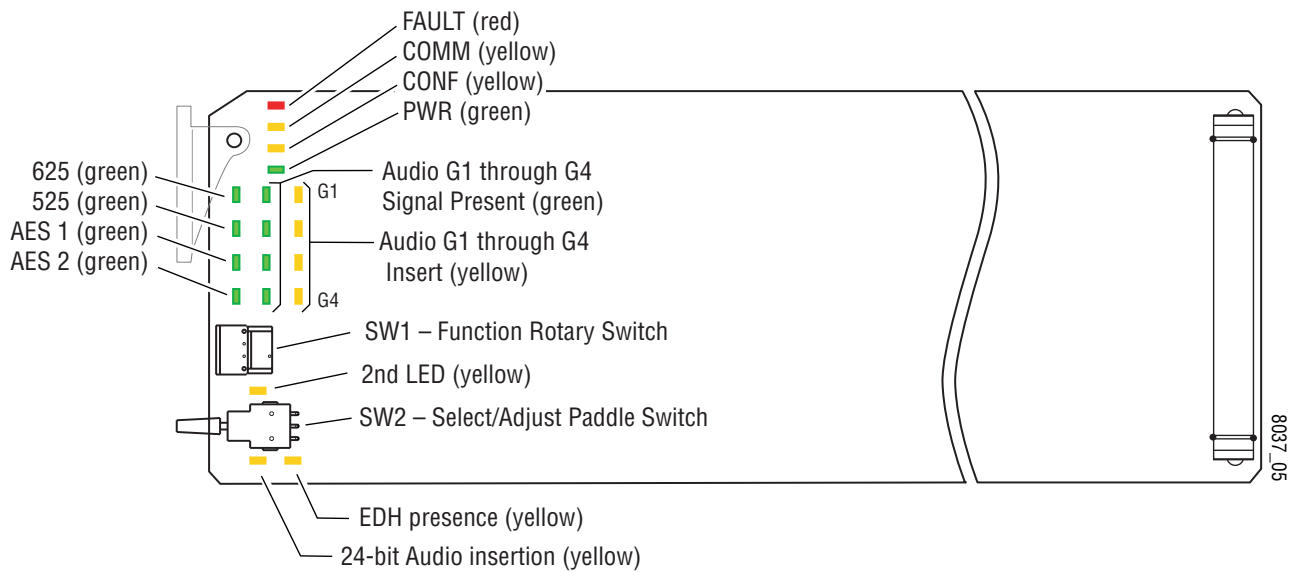 FAULT (red)
COMM (yellow)
CONF (yellow)
PWR (green)
625 (green)
525 (green)
AES 1 (green)
AES 2 (green)
G1
G4
Audio G1 through G4
Signal Present (green)
Audio G1 through G4
Insert (yellow)
SW1 – Function Rotary Switch
2nd LED (yellow)
SW2 – Select/Adjust Paddle Switch
EDH presence (yellow)
24-bit Audio insertion (yellow)
8037_05